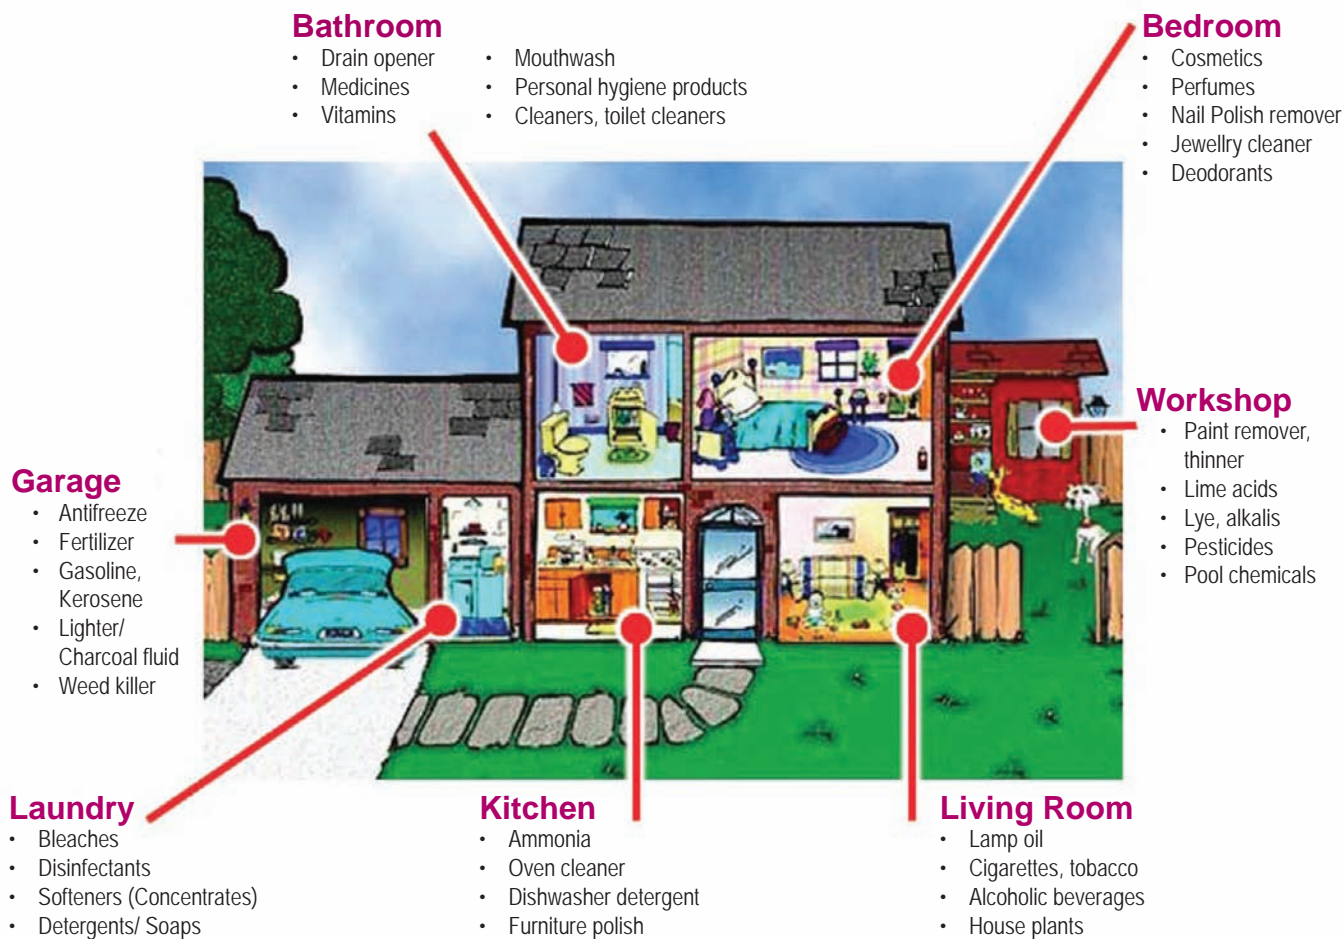 Bathroom
• Drain opener
• Medicines
• Vitamins
• Mouthwash
• Personal hygiene products
• Cleaners, toilet cleaners
Bedroom
• Cosmetics
• Perfumes
• Nail Polish remover
• Jewellry cleaner
• Deodorants
Workshop
• Paint remover,
thinner
• Lime acids
• Lye, alkalis
• Pesticides
• Pool chemicals
Garage
• Antifreeze
• Fertilizer
• Gasoline,
Kerosene
• Lighter/
Charcoal fluid
• Weed killer
Laundry
• Bleaches
• Disinfectants
• Softeners (Concentrates)
• Detergents/ Soaps
Kitchen
• Ammonia
• Oven cleaner
• Dishwasher detergent
• Furniture polish
Living Room
• Lamp oil
• Cigarettes, tobacco
• Alcoholic beverages
• House plants